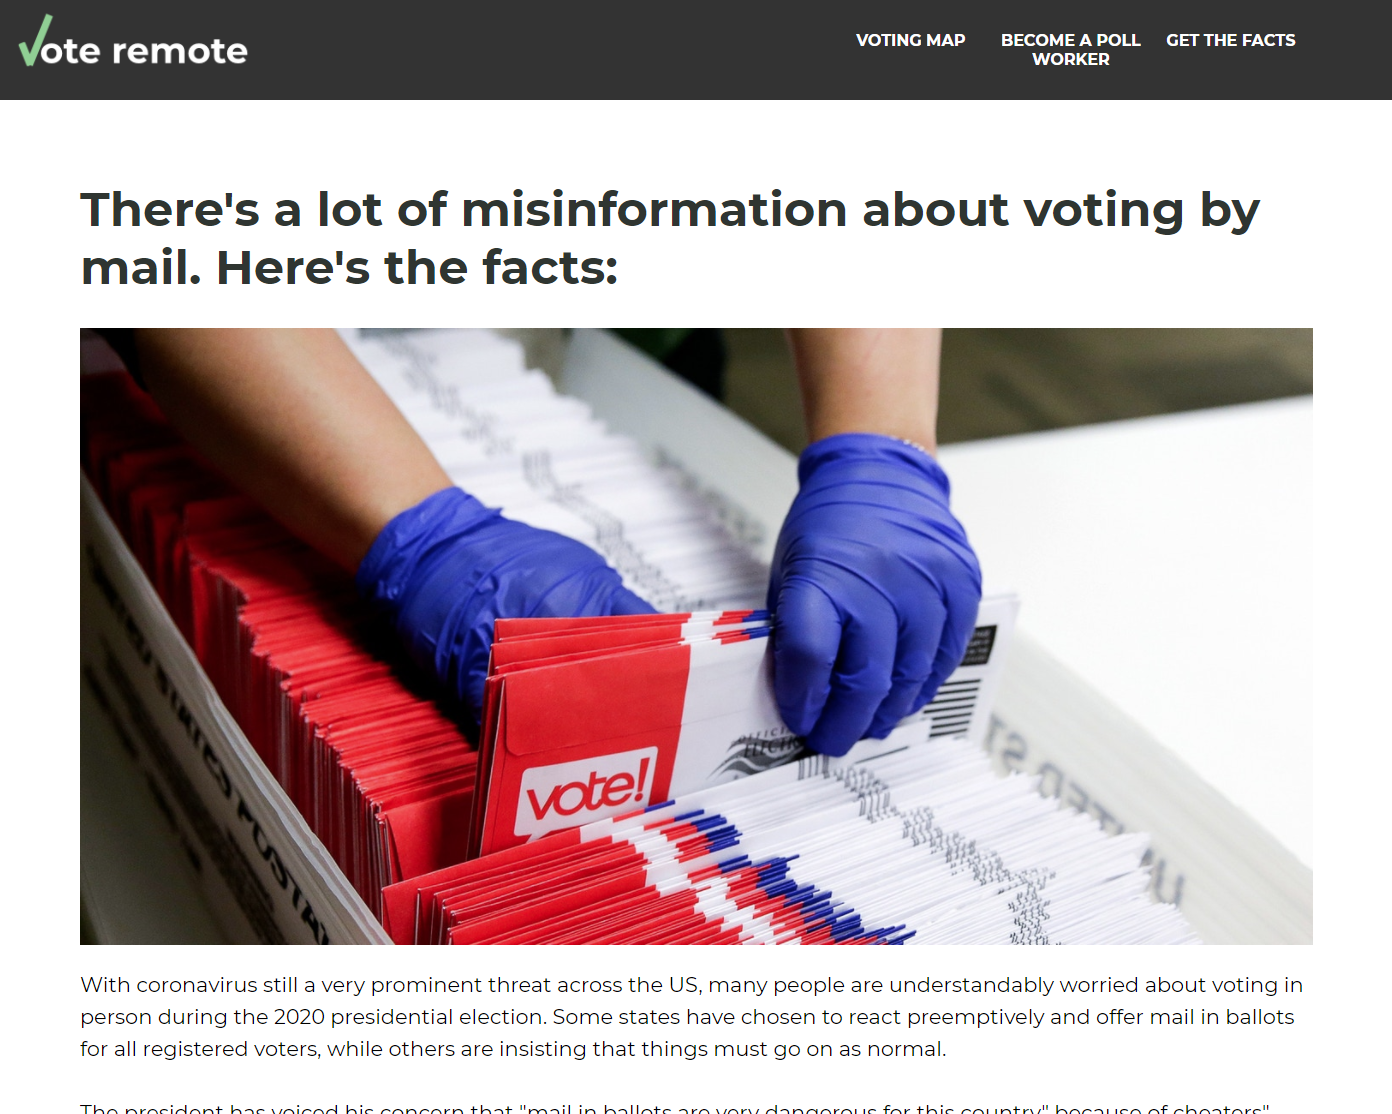 Vote remote
VOTING MAP
BECOME A POLL
WORKER
GET THE FACTS
There's a lot of misinformation about voting by
mail. Here's the facts:
vote!
With coronavirus still a very prominent threat across the US, many people are understandably worried about voting in
person during the 2020 presidential election. Some states have chosen to react preemptively and offer mail in ballots
for all registered voters, while others are insisting that things must go on as normal.
The president has voiced his concern that "mail in ballots are very dangerous for this country" because of cheaters"